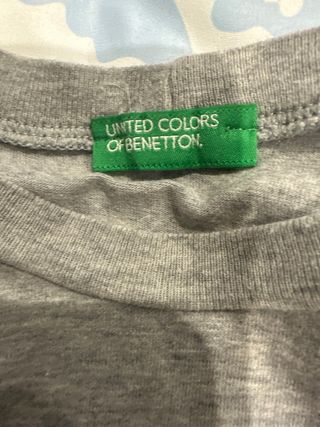 UNITED COLORS
OF BENETTON.